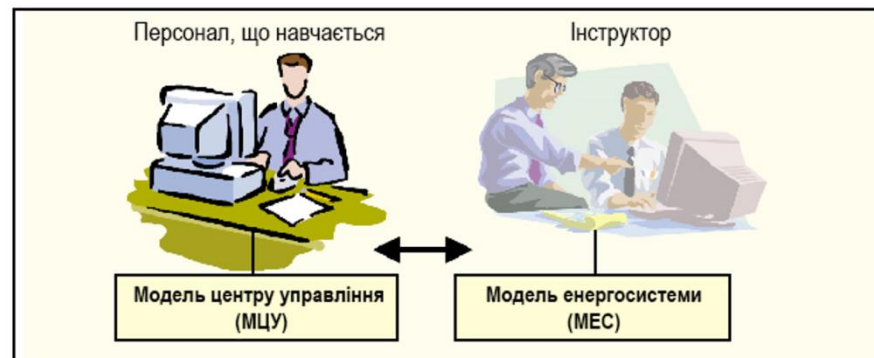 Персонал, що навчається
Інструктор
Модель центру управління
(МЦУ)
Модель енергосистеми
(МЕС)